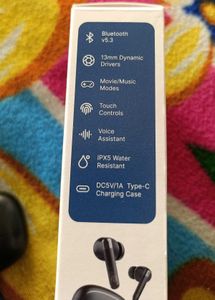 Bluetooth
v5.3
13mm Dynamic
Drivers
Movie/Music
Modes
Touch
Controls
Voice
Assistant
IPX5 Water
Resistant
DC5V/1A Type-C
Charging Case